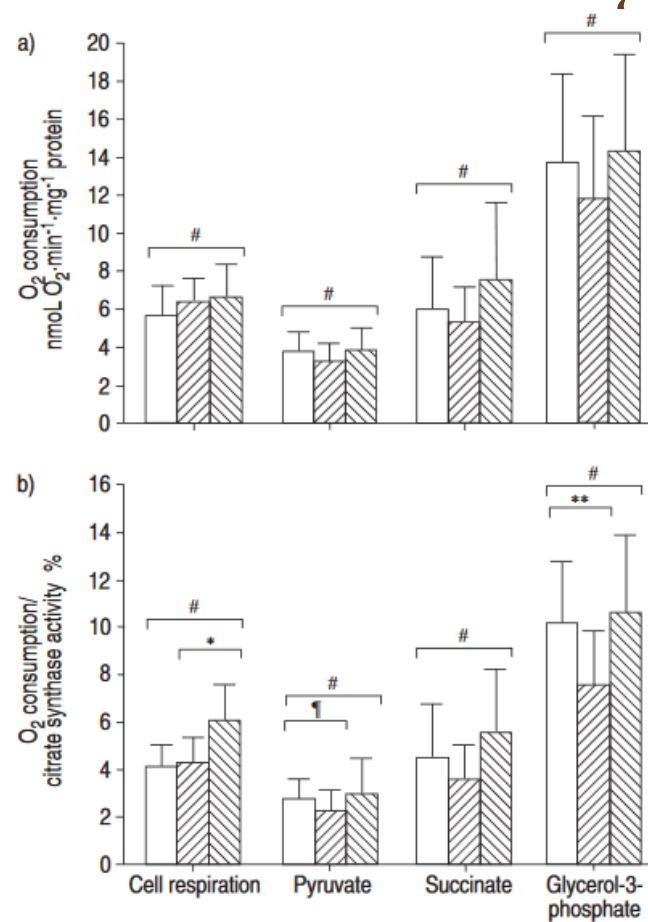 a)
O2 consumption
nmoL O2·min-1·mg-1 protein
20
18
16
14
12
10
8
6
4
2
0
#
#
#
#
b)
O2 consumption/
citrate synthase activity %
16
14
12
10
8
6
4
2
0
#
*
#
¶
#
#
**
Cell respiration
Pyruvate
Succinate
Glycerol-3-
phosphate